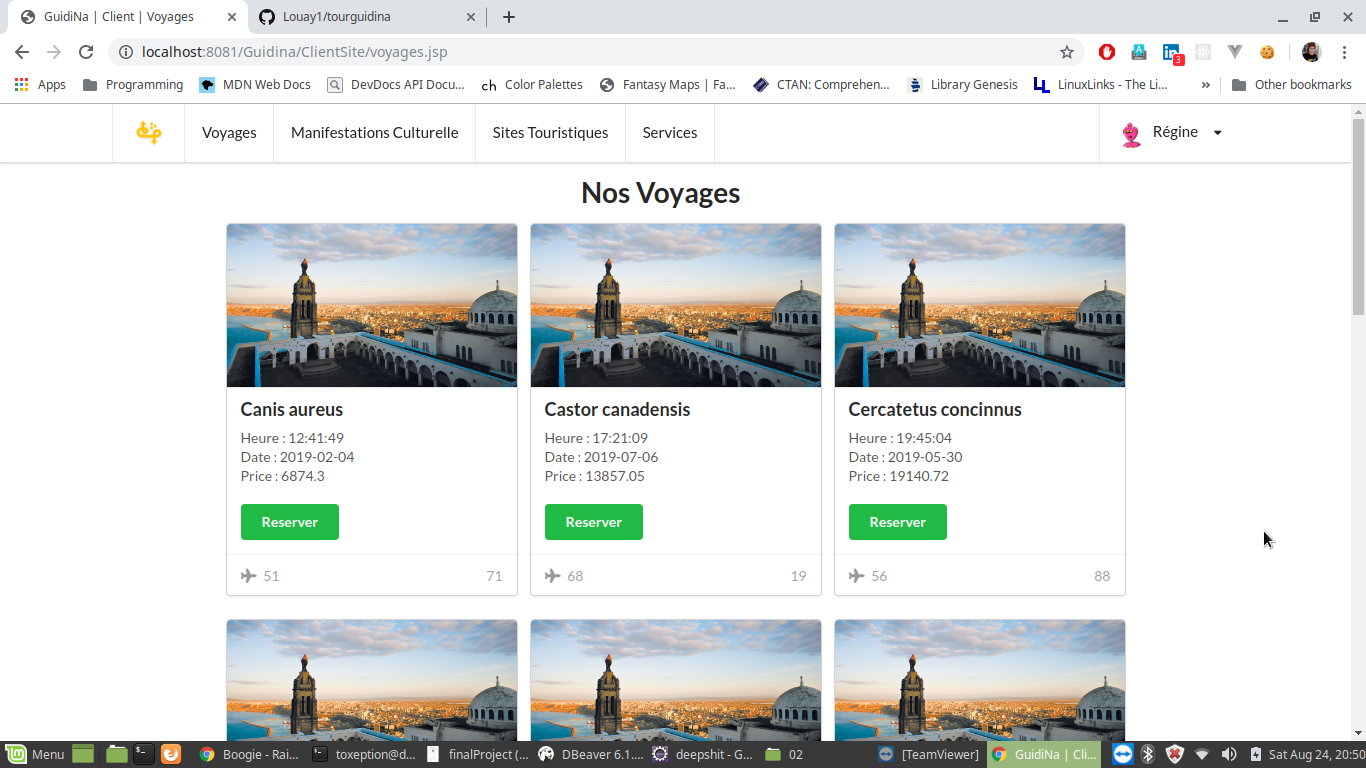 GuidiNa | Client | Voyages
Louay1/tourguidina
localhost:8081/Guidina/ClientSite/voyages.jsp
3
Apps
Programming
MDN Web Docs
DevDocs API Docu...
ch Color Palettes
Fantasy Maps | Fa...
CTAN: Comprehen...
Library Genesis
LinuxLinks - The Li...
»
Other bookmarks
Voyages
Manifestations Culturelle
Sites Touristiques
Services
Régine
Nos Voyages
Canis aureus
Heure : 12:41:49
Date : 2019-02-04
Price : 6874.3
Reserver
51
71
Castor canadensis
Heure : 17:21:09
Date : 2019-07-06
Price : 13857.05
Reserver
68
19
Cercatetus concinnus
Heure : 19:45:04
Date : 2019-05-30
Price : 19140.72
Reserver
56
88
Menu
Boogie - Rai...
toxeption@d...
finalProject (...
DBeaver 6.1....
deepshit - G...
02
[TeamViewer]
GuidiNa | Cli...
Sat Aug 24, 20:50